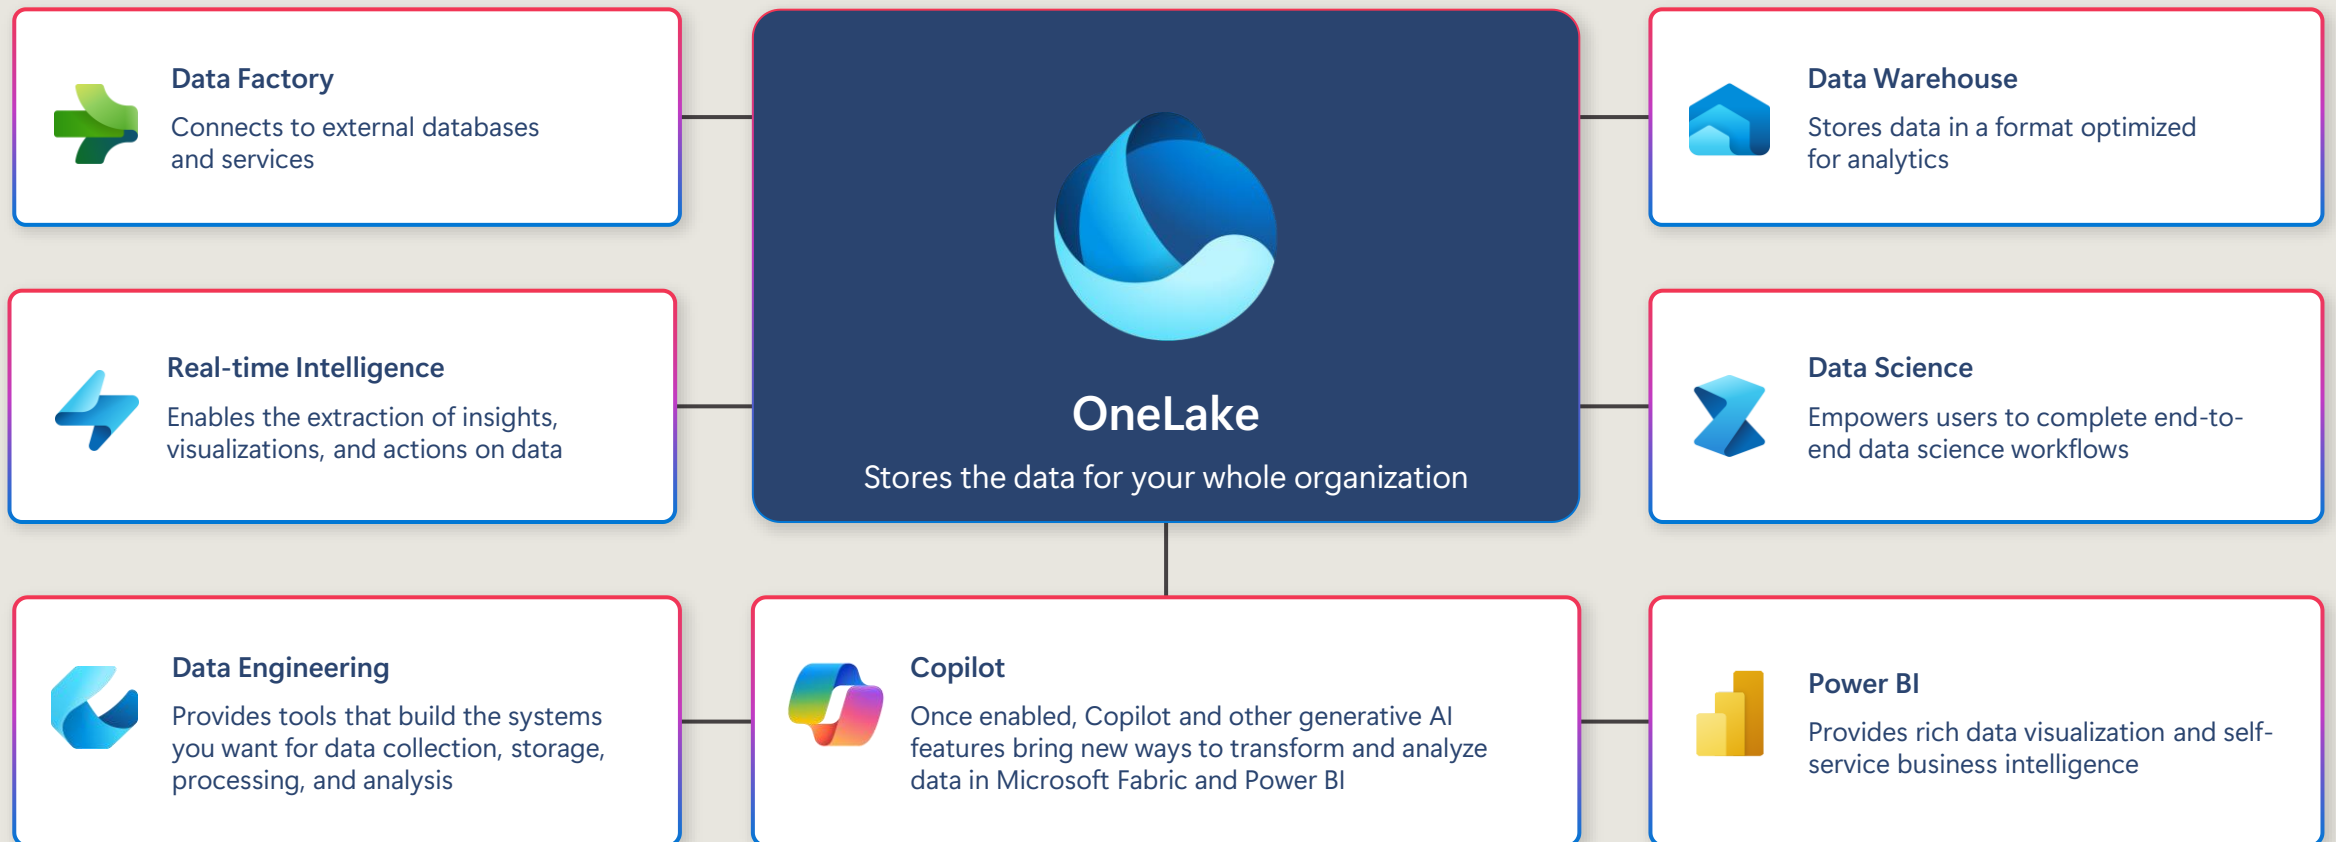 Data Factory
Connects to external databases
and services
OneLake
Stores the data for your whole organization
Data Warehouse
Stores data in a format optimized
for analytics
Real-time Intelligence
Enables the extraction of insights,
visualizations, and actions on data
Data Science
Empowers users to complete end-to-
end data science workflows
Data Engineering
Provides tools that build the systems
you want for data collection, storage,
processing, and analysis
Copilot
Once enabled, Copilot and other generative AI
features bring new ways to transform and analyze
data in Microsoft Fabric and Power BI
Power BI
Provides rich data visualization and self-
service business intelligence